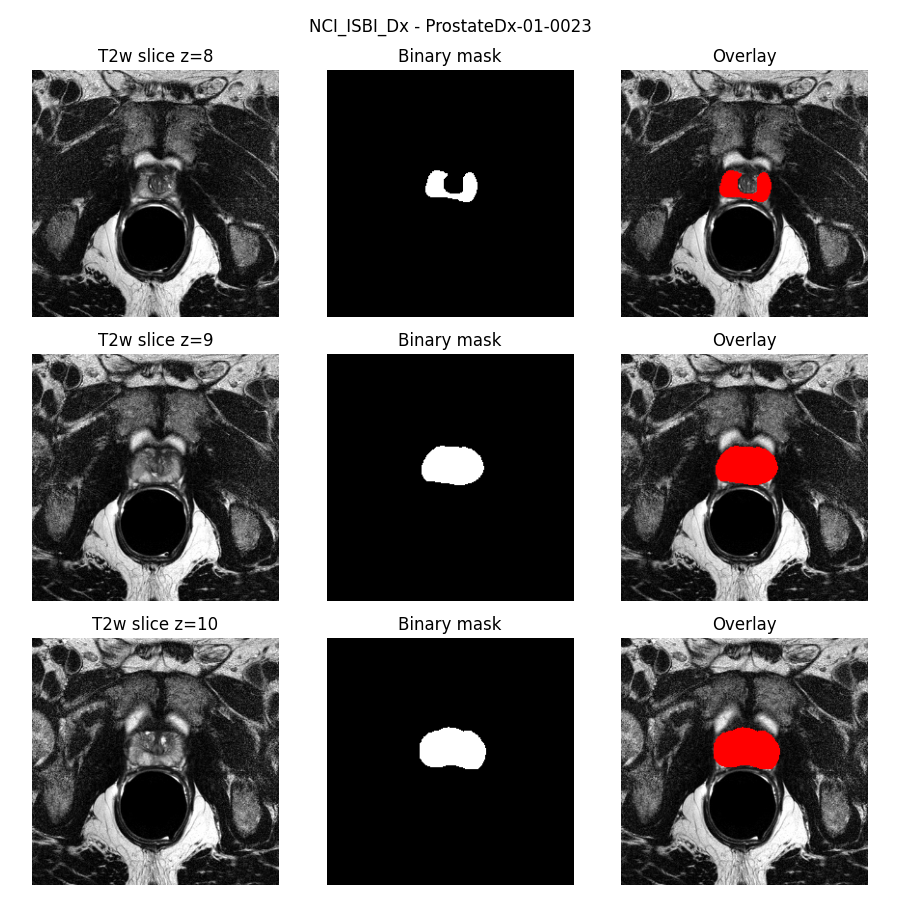 NCI_ISBI_Dx - ProstateDx-01-0023
T2w slice z=8
Binary mask
Overlay
T2w slice z=9
Binary mask
Overlay
T2w slice z=10
Binary mask
Overlay